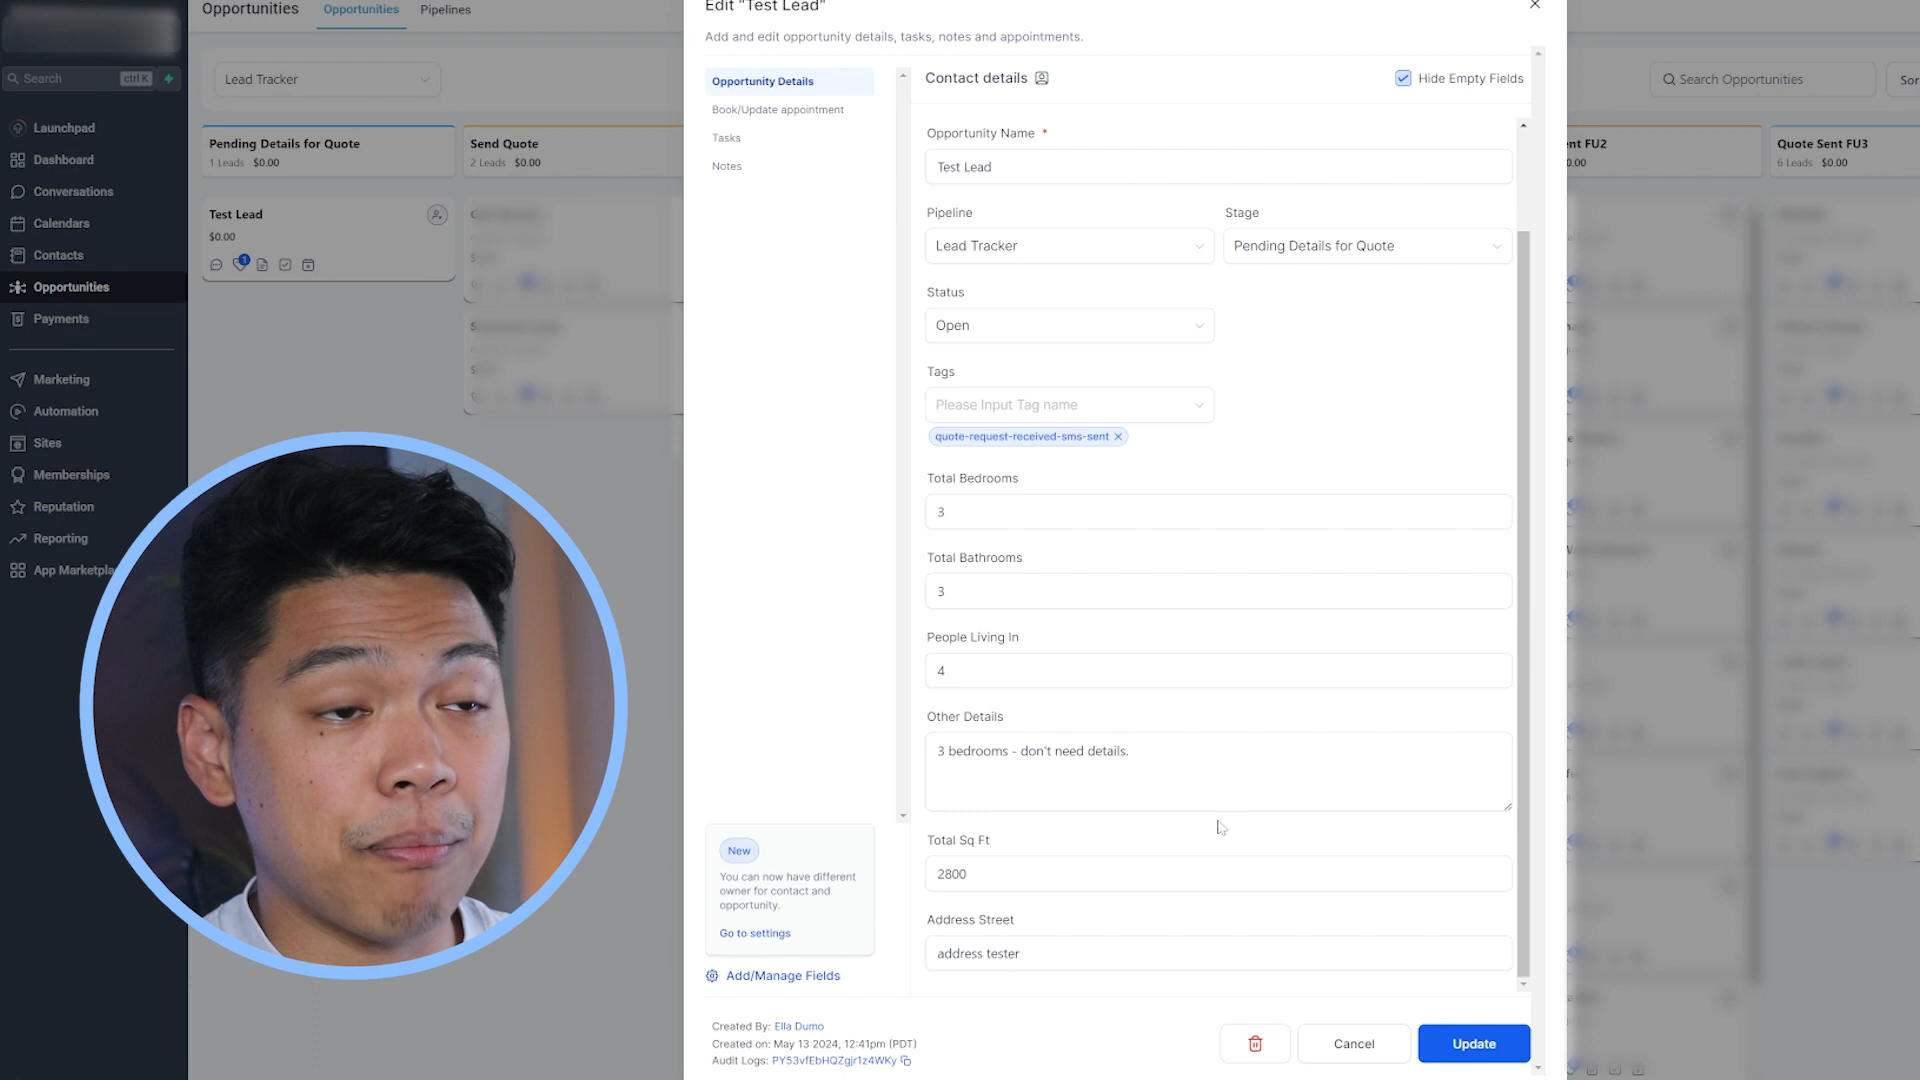 Opportunities
Opportunities
Pipelines
Search
ctrl K
Lead Tracker
Launchpad
Dashboard
Conversations
Calendars
Contacts
Opportunities
Payments
Marketing
Automation
Sites
Memberships
Reputation
Reporting
App Marketpla
Pending Details for Quote
1 Leads $0.00
Send Quote
2 Leads $0.00
Test Lead
$0.00
1
Edit "Test Lead"
Add and edit opportunity details, tasks, notes and appointments.
Opportunity Details
Book/Update appointment
Tasks
Notes
Contact details
Hide Empty Fields
Opportunity Name *
Test Lead
Pipeline
Stage
Lead Tracker
Pending Details for Quote
Status
Open
Tags
Please Input Tag name
quote-request-received-sms-sent
Total Bedrooms
3
Total Bathrooms
3
People Living In
4
Other Details
3 bedrooms - don't need details.
Total Sq Ft
2800
Address Street
address tester
New
You can now have different
owner for contact and
opportunity.
Go to settings
Add/Manage Fields
Created By: Ella Dumo
Created on: May 13 2024, 12:41pm (PDT)
Audit Logs: PY53vfEbHQZgjr1z4WKy
Cancel
Update
Search Opportunities
Sor
nt FU2
0.00
Quote Sent FU3
6 Leads $0.00